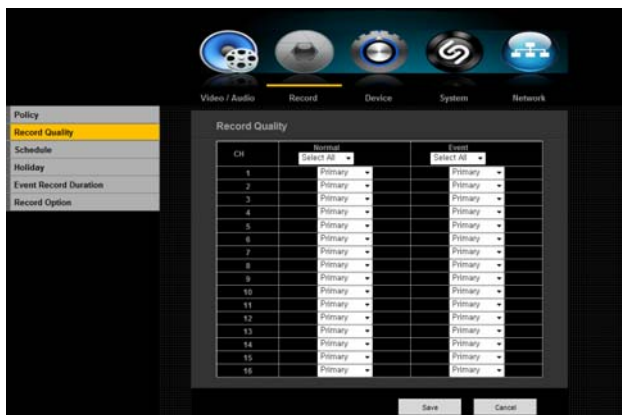 Video / Audio Record Device System Network
Policy
Record Quality
Schedule
Holiday
Event Record Duration
Record Option
Record Quality
CH Normal Event
Select All Select All
1 Primary Primary
2 Primary Primary
3 Primary Primary
4 Primary Primary
5 Primary Primary
6 Primary Primary
7 Primary Primary
8 Primary Primary
9 Primary Primary
10 Primary Primary
11 Primary Primary
12 Primary Primary
13 Primary Primary
14 Primary Primary
15 Primary Primary
16 Primary Primary
Save Cancel